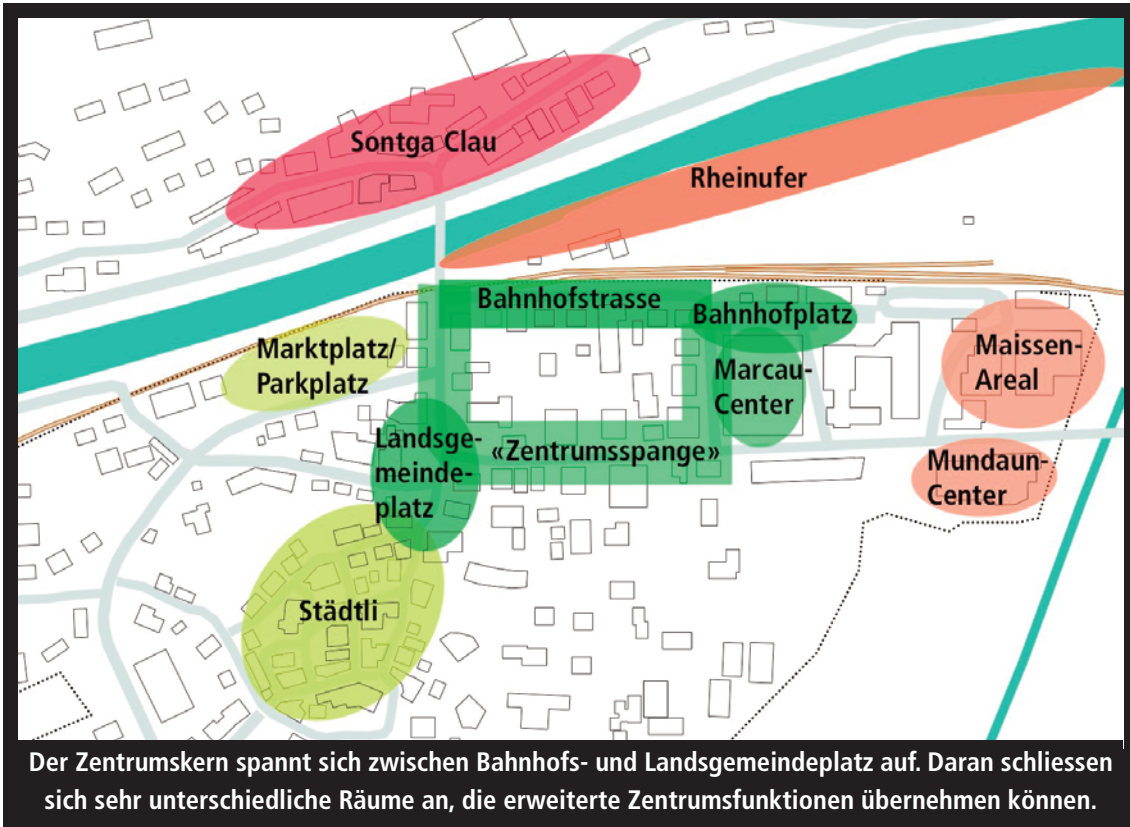 Sontga Clau
Rheinufer
Bahnhofstrasse
Bahnhofplatz
Marktplatz/
Parkplatz
Marcau-
Center
Maissen-
Areal
Landsge-
meinde-
platz
«Zentrumsspange»
Mundaun-
Center
Städtli
Der Zentrumskern spannt sich zwischen Bahnhofs- und Landsgemeindeplatz auf. Daran schliessen
sich sehr unterschiedliche Räume an, die erweiterte Zentrumsfunktionen übernehmen können.